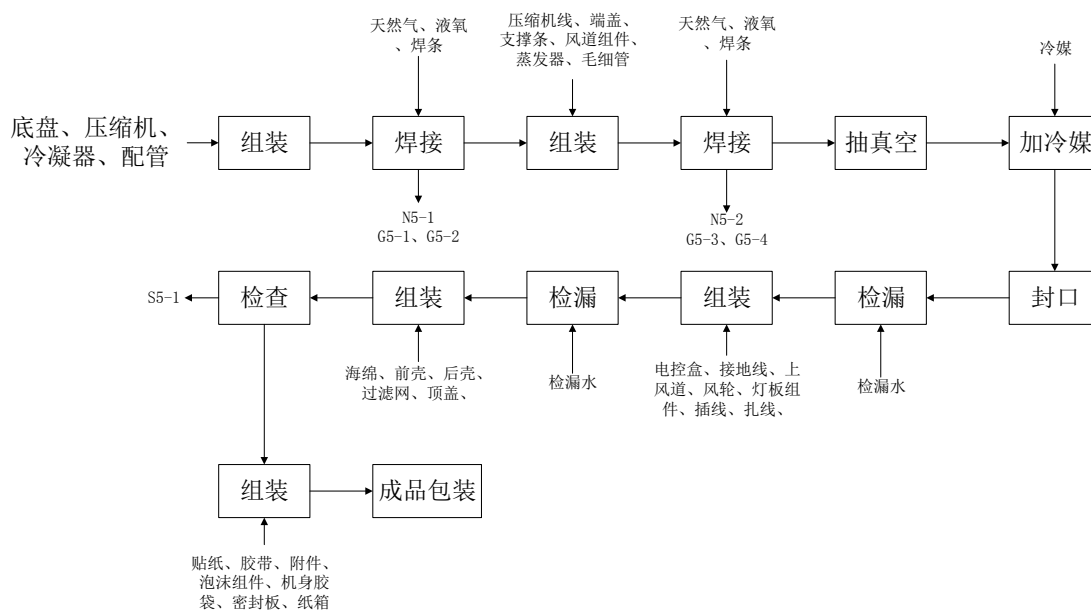 天然气、液氧
、焊条
压缩机线、端盖、
支撑条、风道组件、
蒸发器、毛细管
天然气、液氧
、焊条
冷媒
底盘、压缩机、
冷凝器、配管
组装
焊接
组装
焊接
抽真空
加冷媒
N5-1
G5-1、G5-2
N5-2
G5-3、G5-4
S5-1
检查
组装
检漏
组装
检漏
封口
海绵、前壳、后壳、
过滤网、顶盖、
检漏水
电控盒、接地线、上
风道、风轮、灯板组
件、插线、扎线、
检漏水
组装
成品包装
贴纸、胶带、附件、
泡沫组件、机身胶
袋、密封板、纸箱